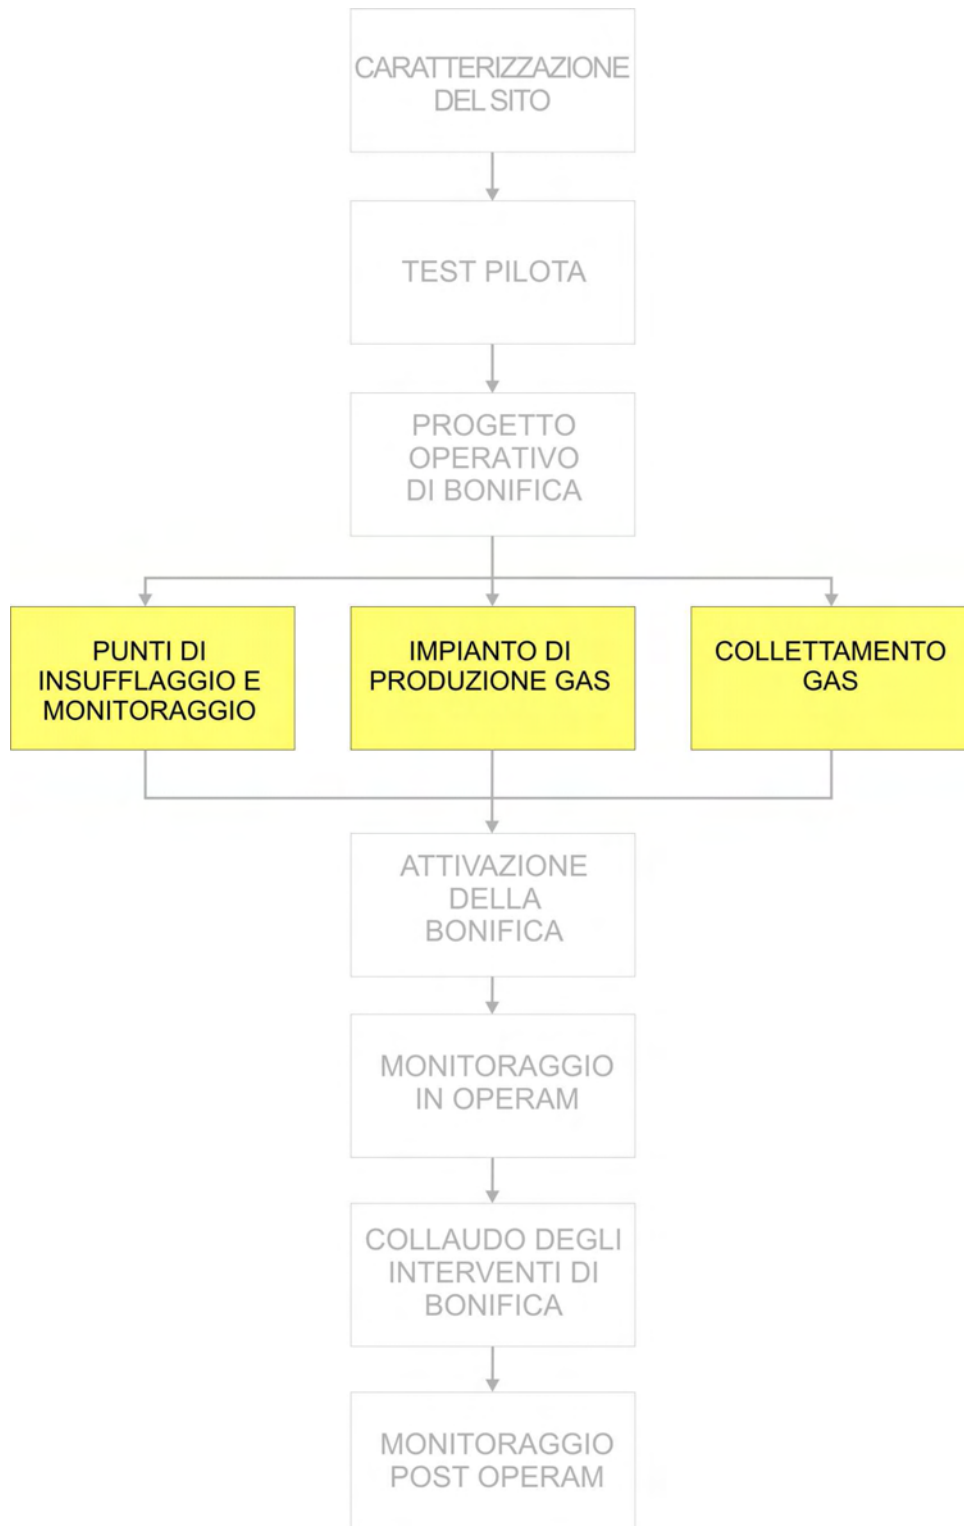 CARATTERIZZAZIONE
DEL SITO
TEST PILOTA
PROGETTO
OPERATIVO
DI BONIFICA
PUNTI DI
INSUFFLAGGIO E
MONITORAGGIO
IMPIANTO DI
PRODUZIONE GAS
COLLETTAMENTO
GAS
ATTIVAZIONE
DELLA
BONIFICA
MONITORAGGIO
IN OPERAM
COLLAUDO DEGLI
INTERVENTI DI
BONIFICA
MONITORAGGIO
POST OPERAM